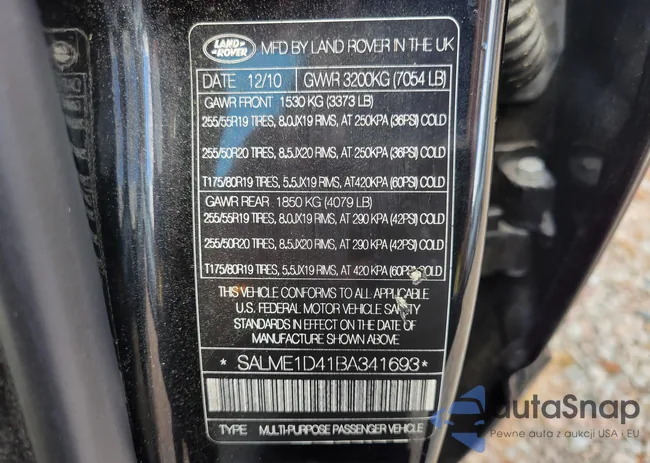 LAND ROVER MFD BY LAND ROVER IN THE UK
DATE 12/10 GVWR 3200KG (7054 LB)
GAWR FRONT 1530 KG (3373 LB)
255/55R19 TIRES, 8.0JX19 RIMS, AT 250KPA (36PSI) COLD
255/50R20 TIRES, 8.5JX20 RIMS, AT 250KPA (36PSI) COLD
T175/80R19 TIRES, 5.5JX19 RIMS, AT420KPA (60PSI) COLD
GAWR REAR 1850 KG (4079 LB)
255/55R19 TIRES, 8.0JX19 RIMS, AT 290 KPA (42PSI) COLD
255/50R20 TIRES, 8.5JX20 RIMS, AT 290 KPA (42PSI) COLD
T175/80R19 TIRES, 5.5JX19 RIMS, AT 420 KPA (60PSI) COLD
THIS VEHICLE CONFORMS TO ALL APPLICABLE
U.S. FEDERAL MOTOR VEHICLE SAFETY
STANDARDS IN EFFECT ON THE DATE OF
MANUFACTURE SHOWN ABOVE
* SALME1D41BA341693 *
TYPE MULTI-PURPOSE PASSENGER VEHICLE
autoSnap
Pewne auta z aukcji USA i EU